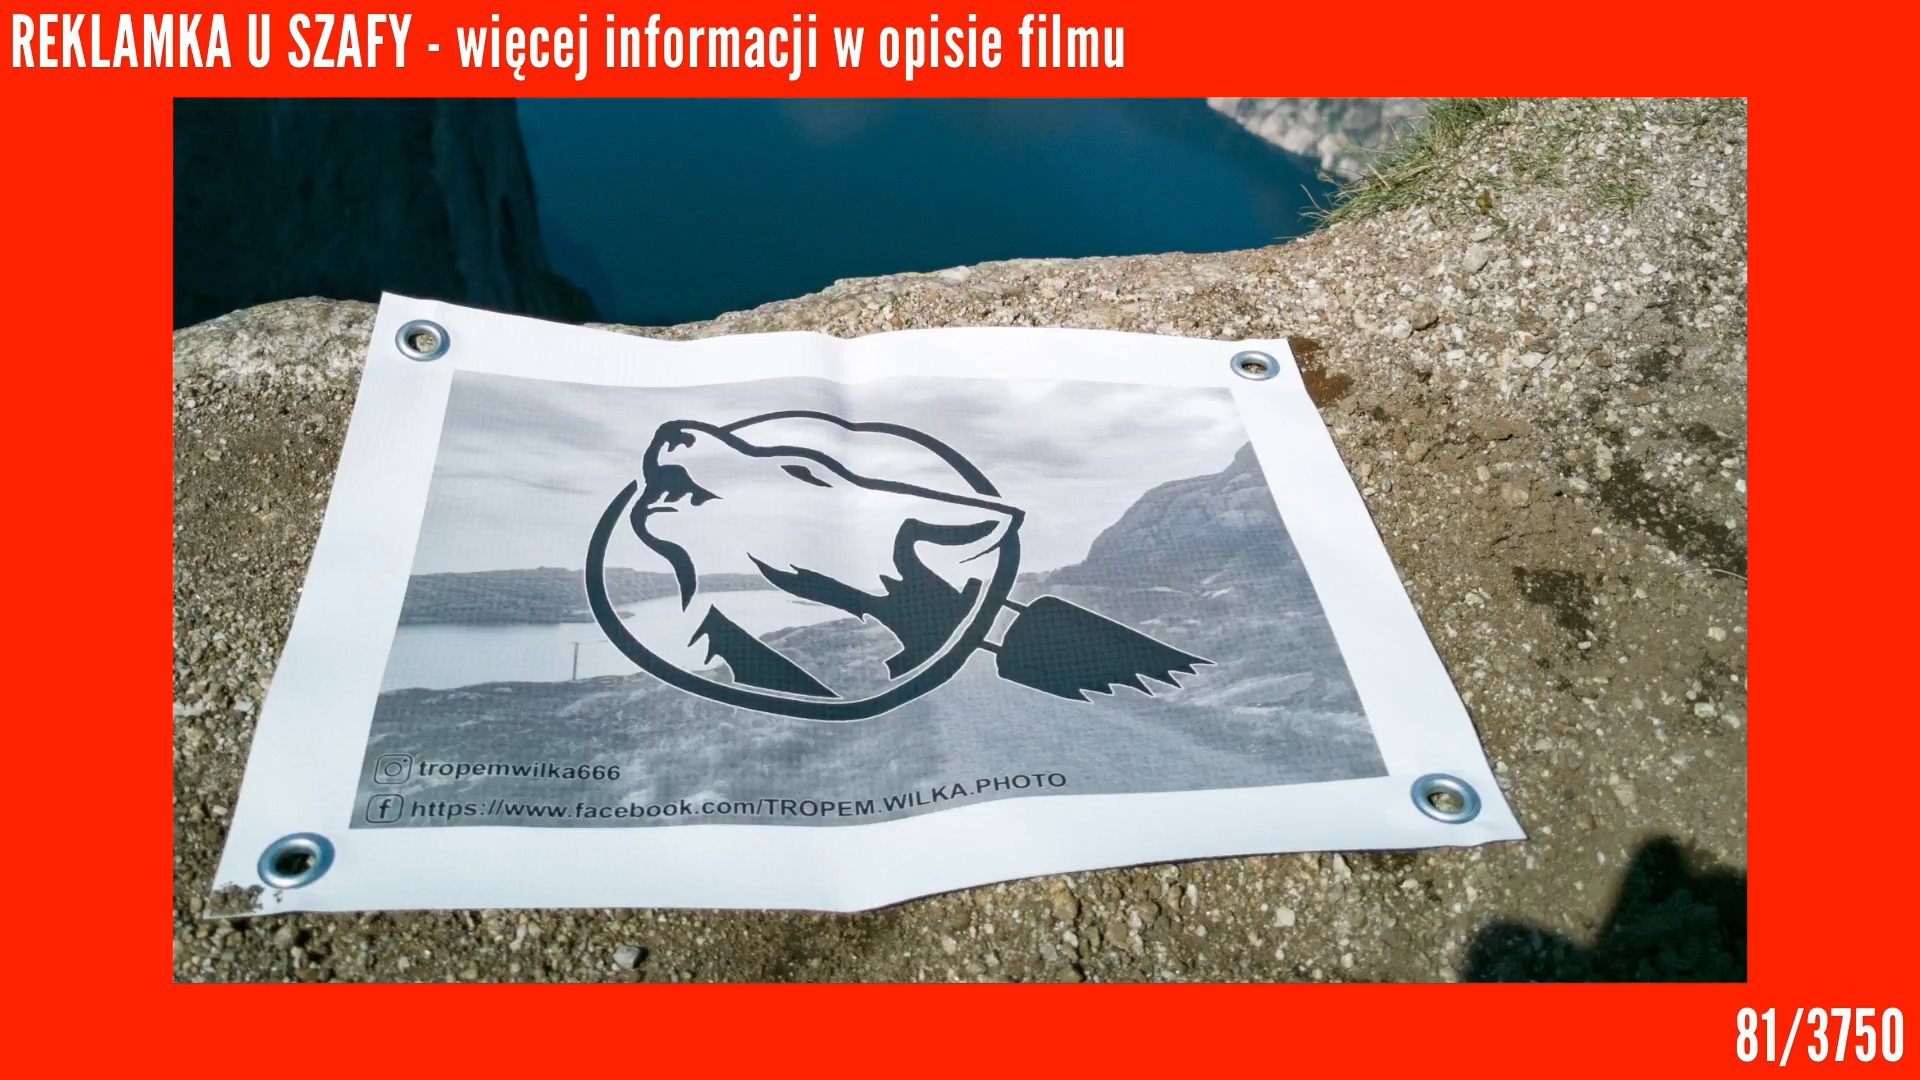 REKLAMKA U SZAFY - więcej informacji w opisie filmu
tropemwilka666
f https://www.facebook.com/TROPEM.WILKA.PHOTO
81/3750